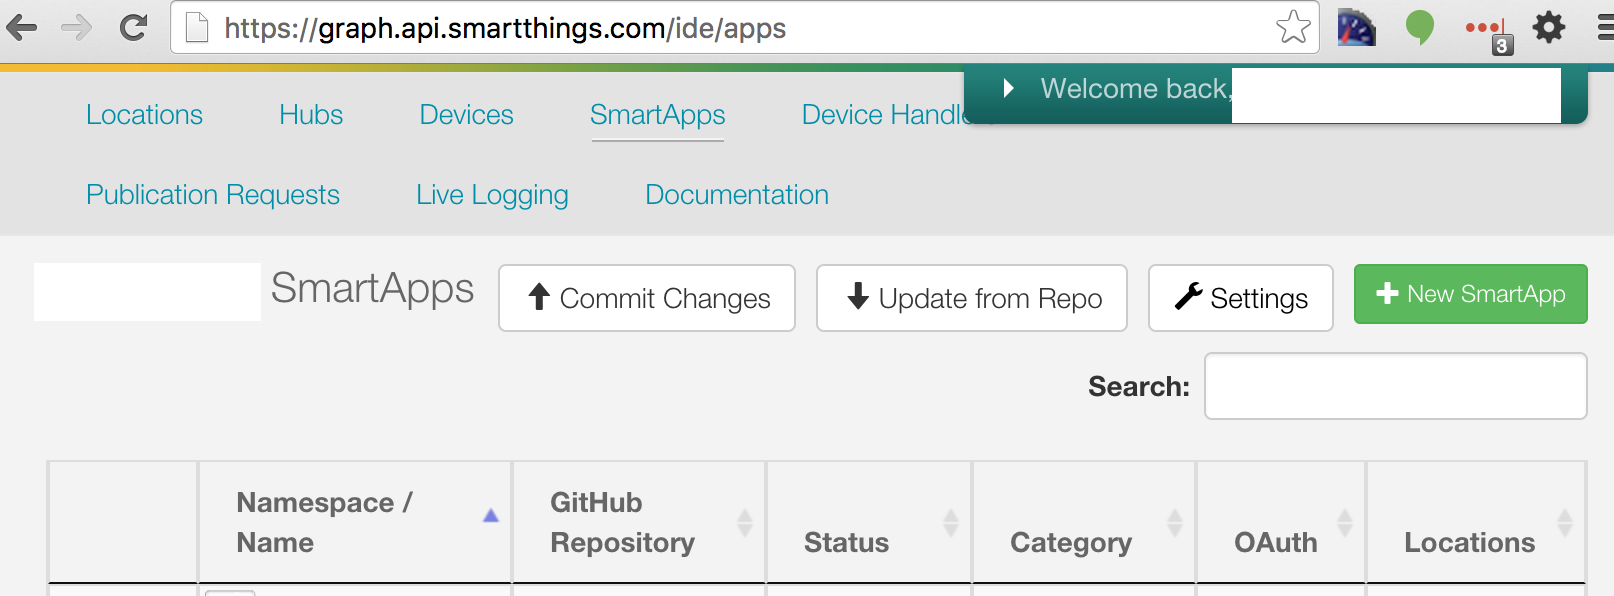 https://graph.api.smartthings.com/ide/apps
3
Welcome back,
Locations Hubs Devices SmartApps Device
Publication Requests Live Logging Documentation
SmartApps Commit Changes Update from Repo Settings New SmartApp
Search:
Namespace / Name GitHub Repository Status Category OAuth Locations